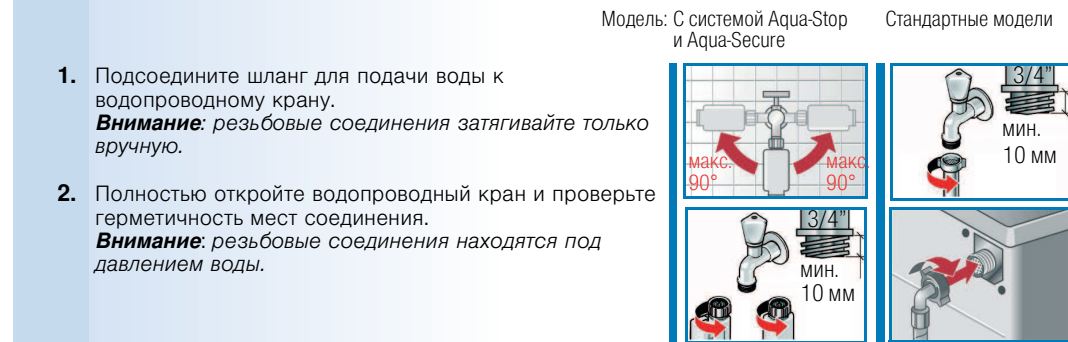 Модель: С системой Aqua-Stop
и Aqua-Secure
Стандартные модели
1. Подсоедините шланг для подачи воды к
водопроводному крану.
Внимание: резьбовые соединения затягивайте только
вручную.
2. Полностью откройте водопроводный кран и проверьте
герметичность мест соединения.
Внимание: резьбовые соединения находятся под
давлением воды.
макс.
90°
макс.
90°
3/4”
мин.
10 мм
3/4”
мин.
10 мм